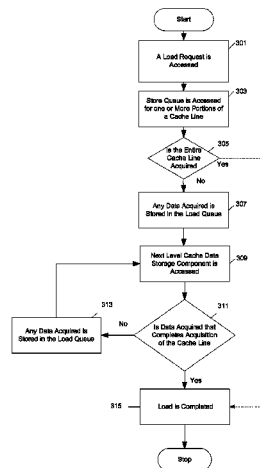 Start
A Load Request is
Accessed
301
Store Queue is Accessed
for one or More Portions of
a Cache Line
303
Is the Entire
Cache Line
Acquired
305
Yes
No
Any Data Acquired is
Stored in the Load Queue
307
Next Level Cache Data
Storage Component is
Accessed
309
313
Any Data Acquired is
Stored in the Load Queue
No
Is Data Acquired that
Completes Acquisition
of the Cache Line
311
Yes
315
Load is Completed
Stop